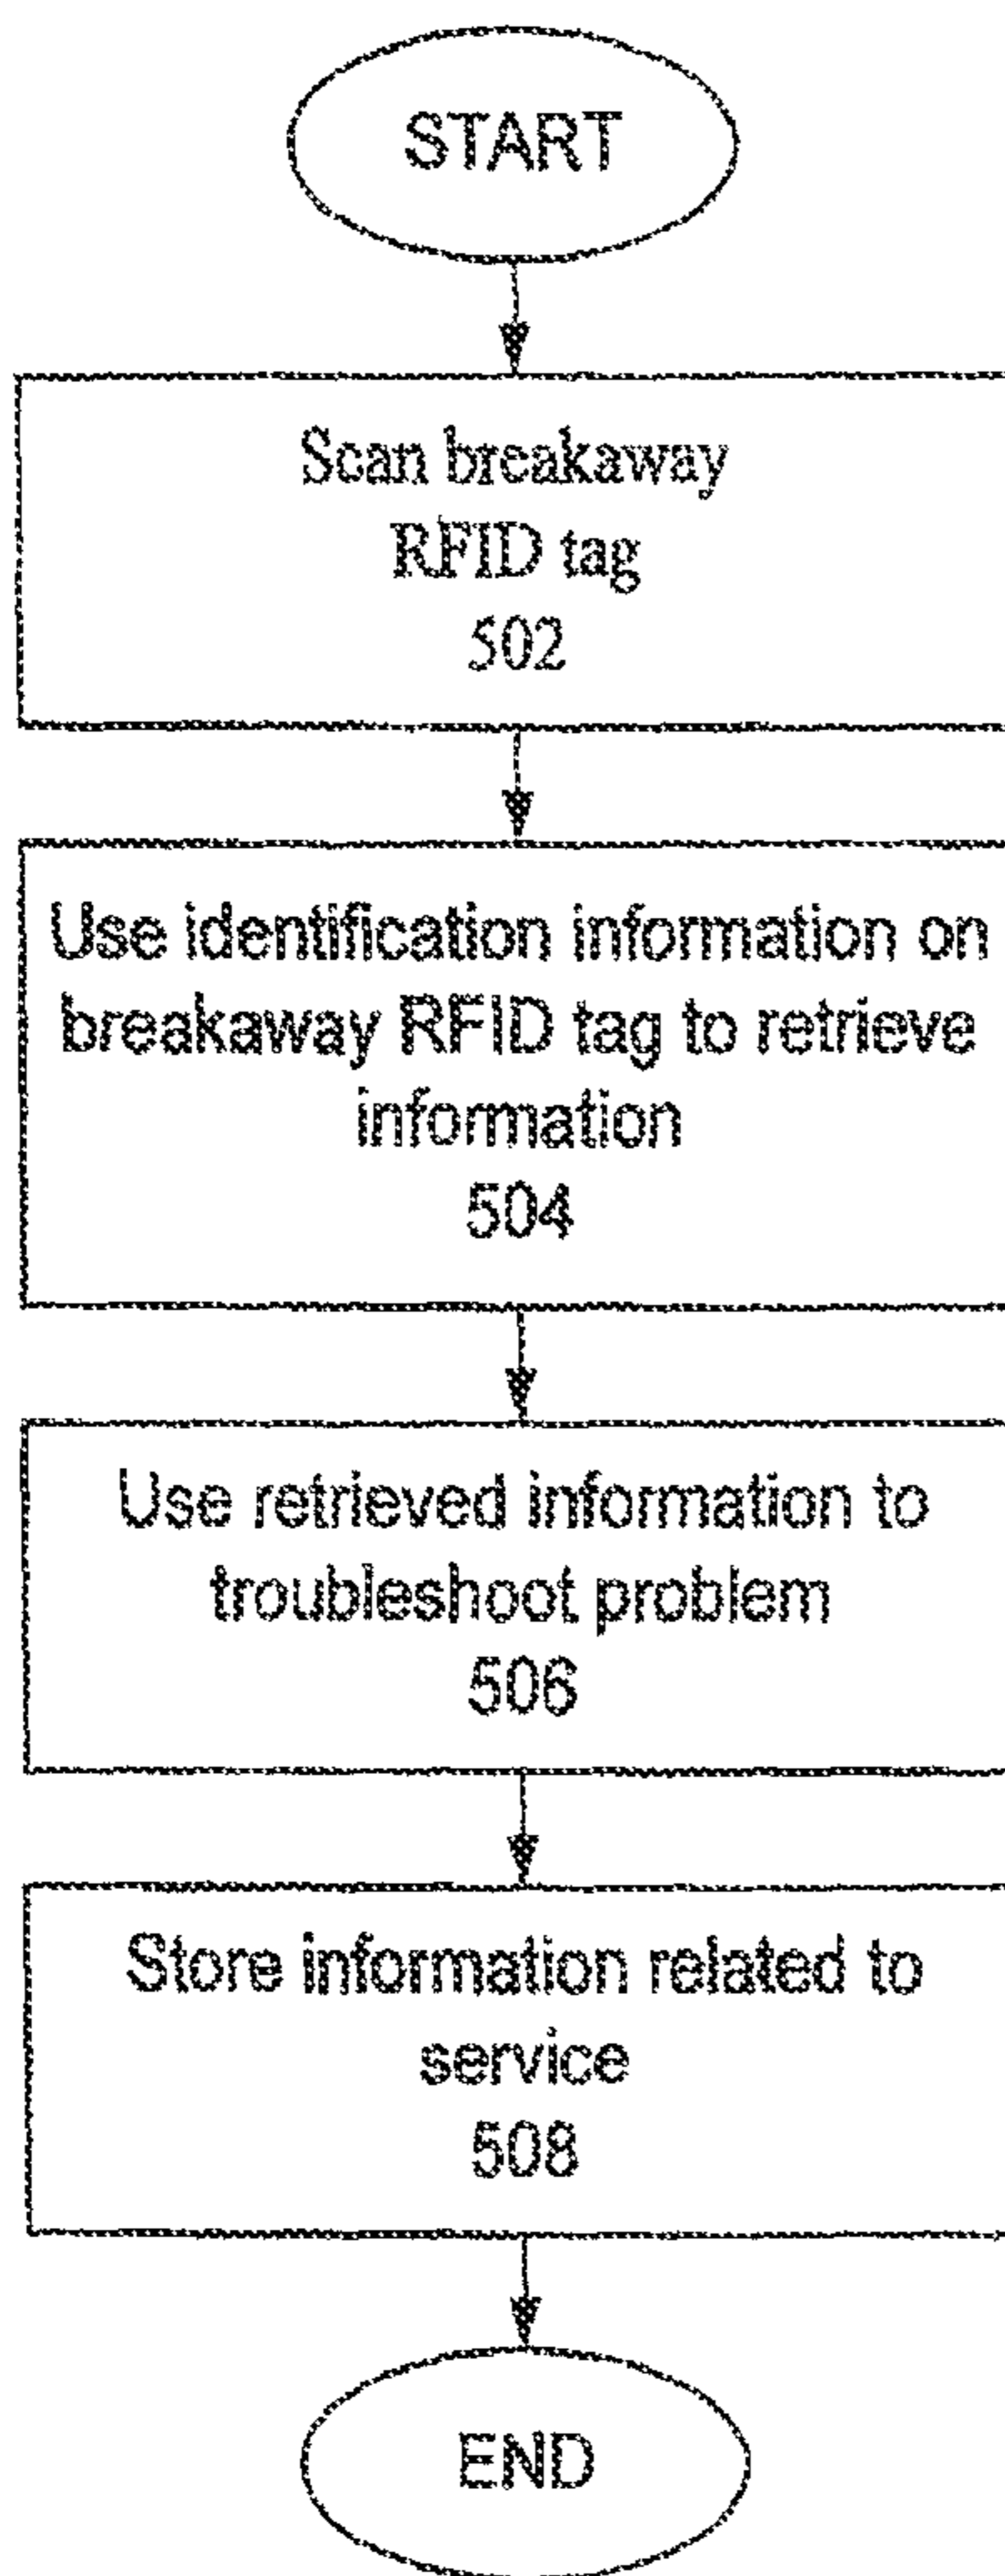 START
Scan breakaway
RFID tag
502
Use identification information on
breakaway RFID tag to retrieve
information
504
Use retrieved information to
troubleshoot problem
506
Store information related to
service
508
END